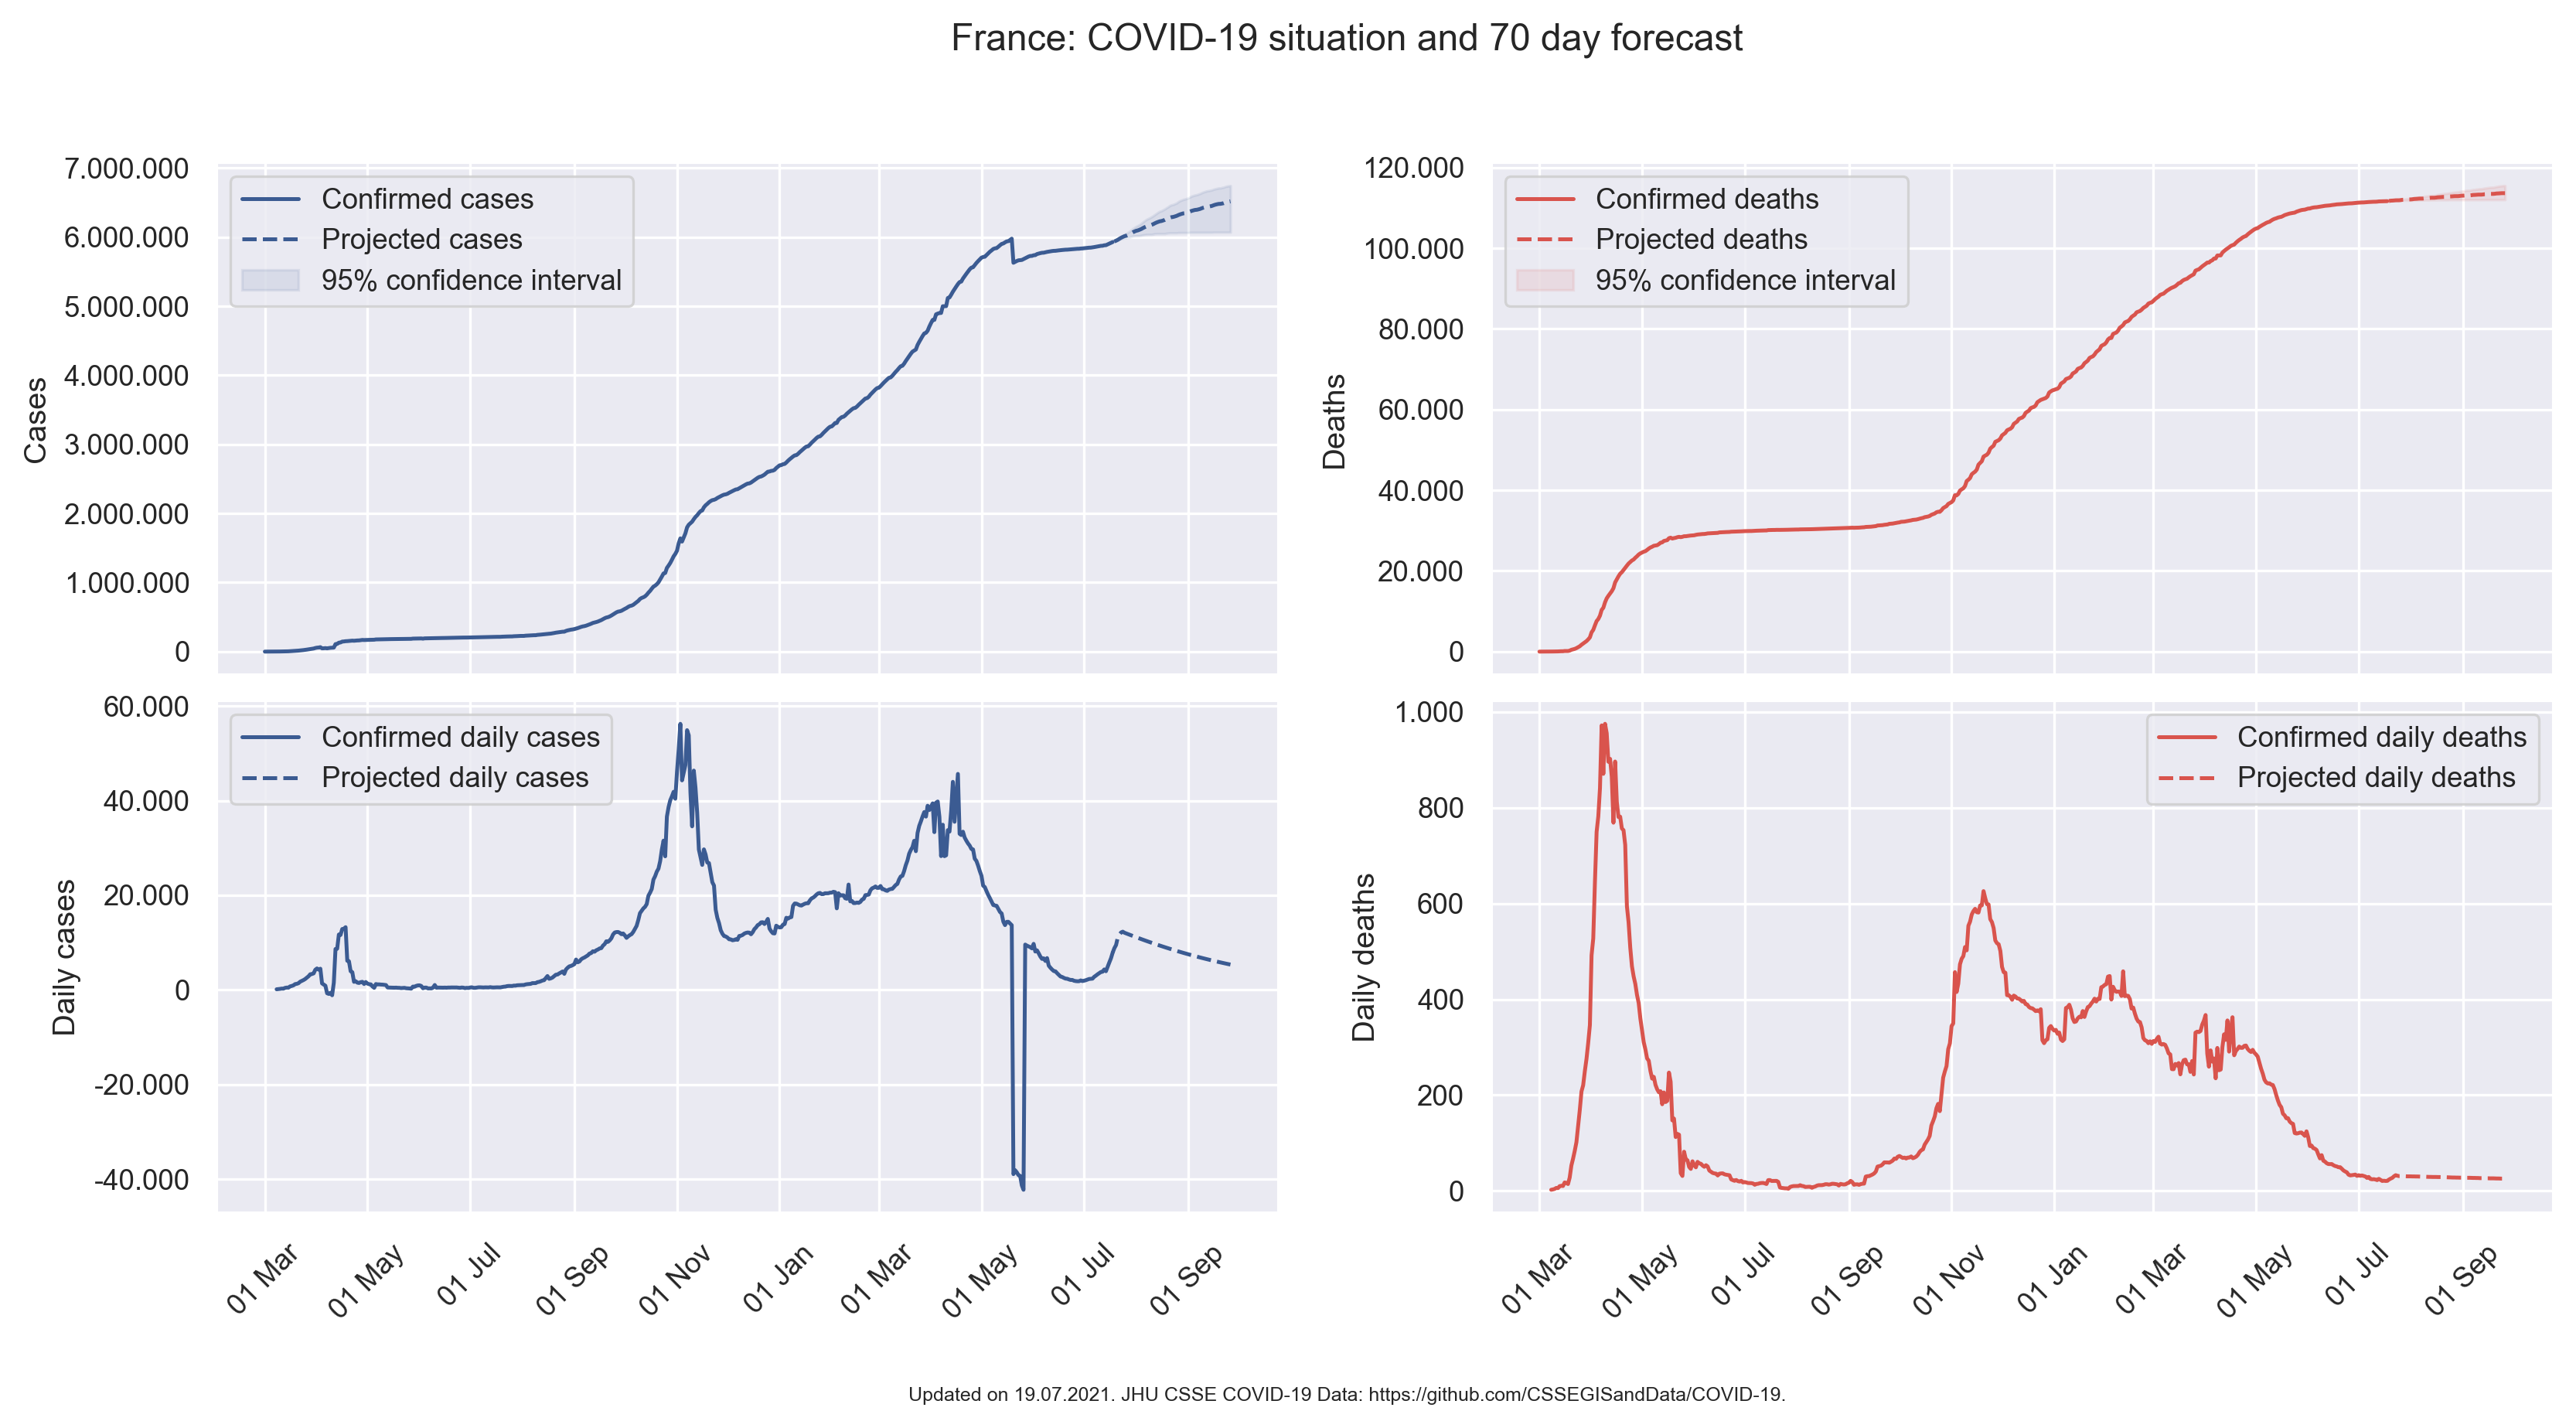 France: COVID-19 situation and 70 day forecast
7.000.000
6.000.000
5.000.000
4.000.000
3.000.000
2.000.000
1.000.000
0
Cases
Confirmed cases
Projected cases
95% confidence interval
120.000
100.000
80.000
60.000
40.000
20.000
0
Deaths
Confirmed deaths
Projected deaths
95% confidence interval
60.000
40.000
20.000
0
-20.000
-40.000
Daily cases
Confirmed daily cases
Projected daily cases
01 Mar
01 May
01 Jul
01 Sep
01 Nov
01 Jan
01 Mar
01 May
01 Jul
01 Sep
1.000
800
600
400
200
0
Daily deaths
Confirmed daily deaths
Projected daily deaths
01 Mar
01 May
01 Jul
01 Sep
01 Nov
01 Jan
01 Mar
01 May
01 Jul
01 Sep
Updated on 19.07.2021. JHU CSSE COVID-19 Data: https://github.com/CSSEGISandData/COVID-19.